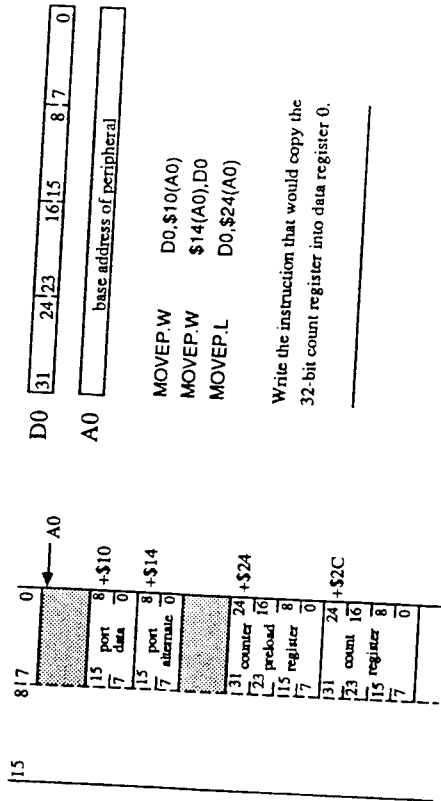 15
8 7 0
A0
15 8 +$10
port
data
7 0
15 8 +$14
port
alternate
7 0
31 counter 24 +$24
23 preload 16
15 register 8
7 0
31 24 +$2C
23 count 16
15 register 8
7 0
D0 31 24 23 16 15 8 7 0
A0 base address of peripheral
MOVEP.W D0,$10(A0)
MOVEP.W $14(A0),D0
MOVEP.L D0,$24(A0)
Write the instruction that would copy the
32-bit count register into data register 0.